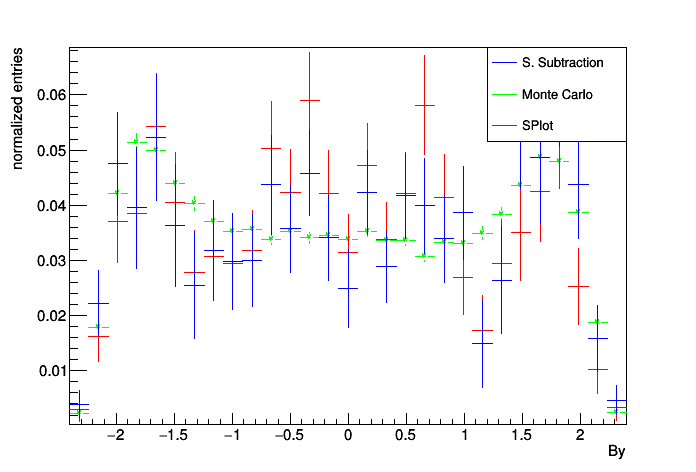 normalized entries
0.06
0.05
0.04
0.03
0.02
0.01
S. Subtraction
Monte Carlo
SPlot
−2 −1.5 −1 −0.5 0 0.5 1 1.5 2
By